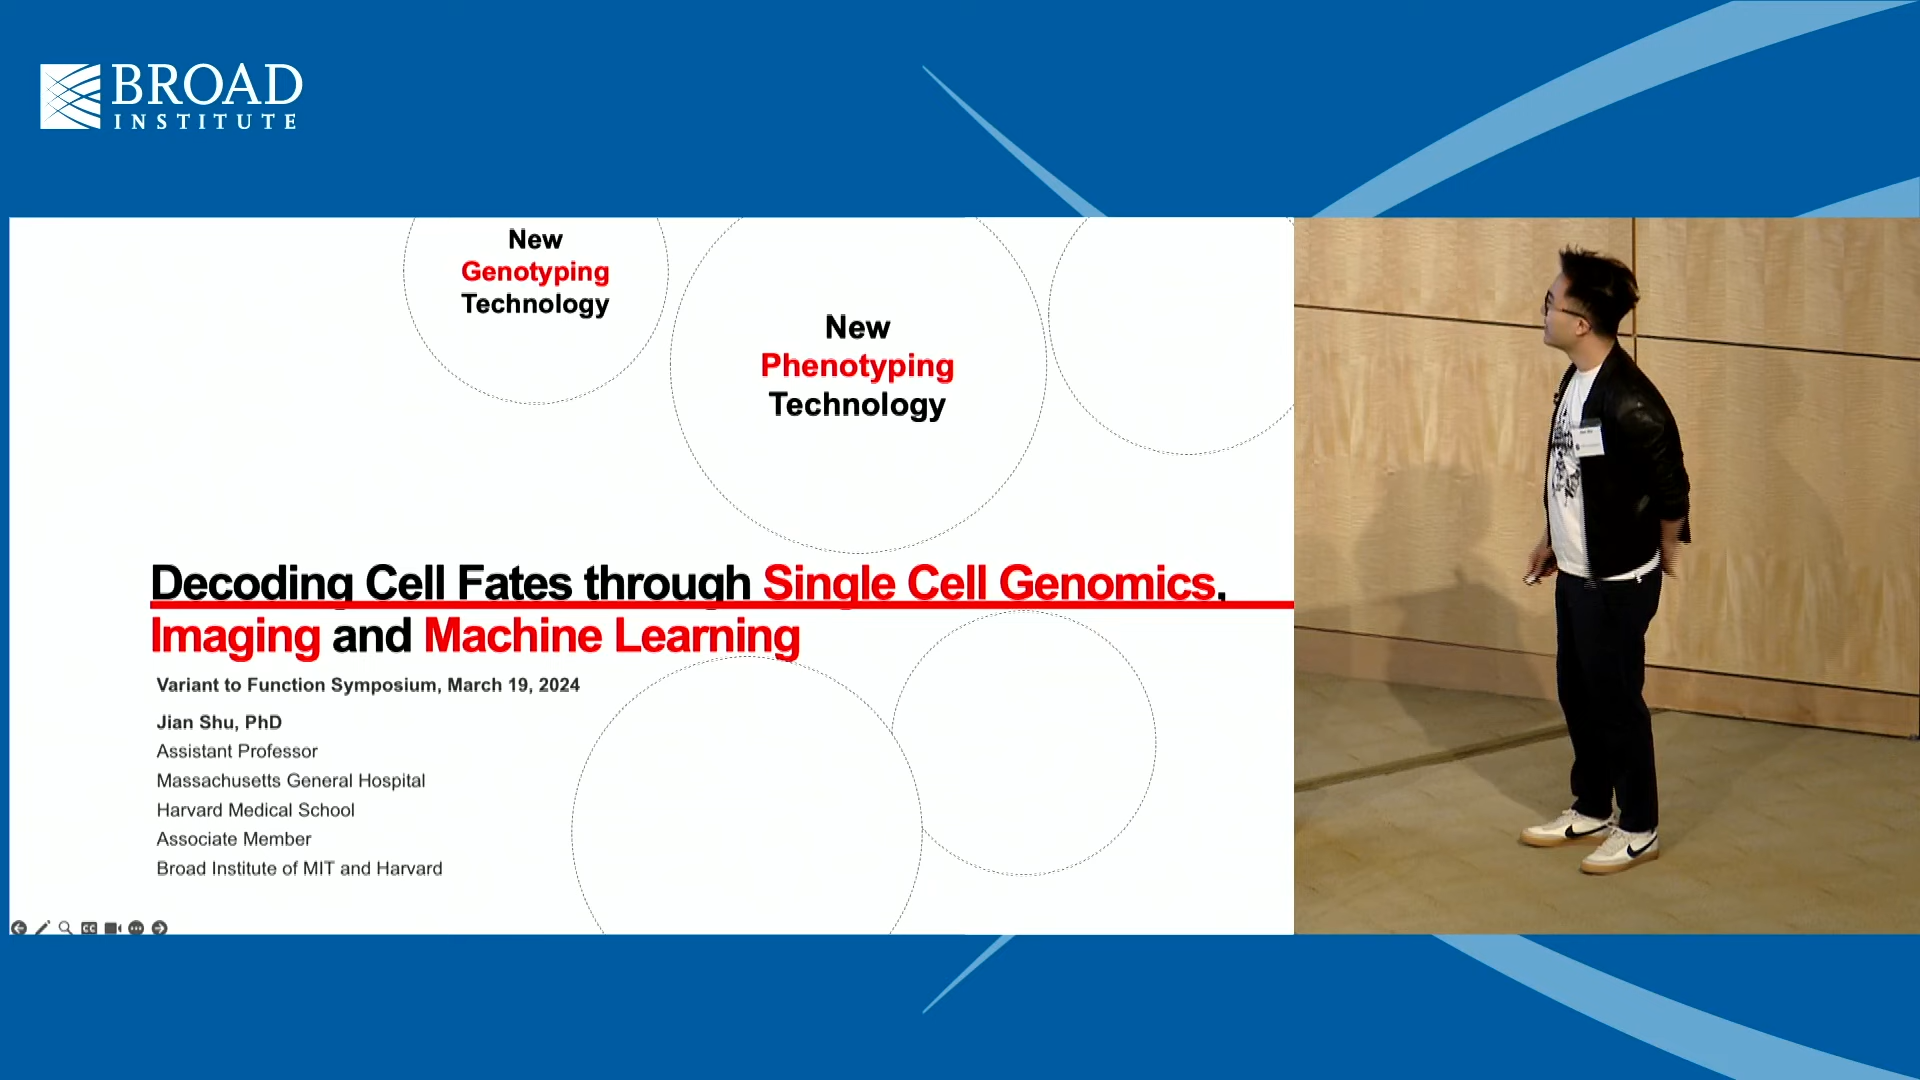 BROAD
INSTITUTE
New
Genotyping
Technology
New
Phenotyping
Technology
Decoding Cell Fates through Single Cell Genomics,
Imaging and Machine Learning
Variant to Function Symposium, March 19, 2024
Jian Shu, PhD
Assistant Professor
Massachusetts General Hospital
Harvard Medical School
Associate Member
Broad Institute of MIT and Harvard
CC